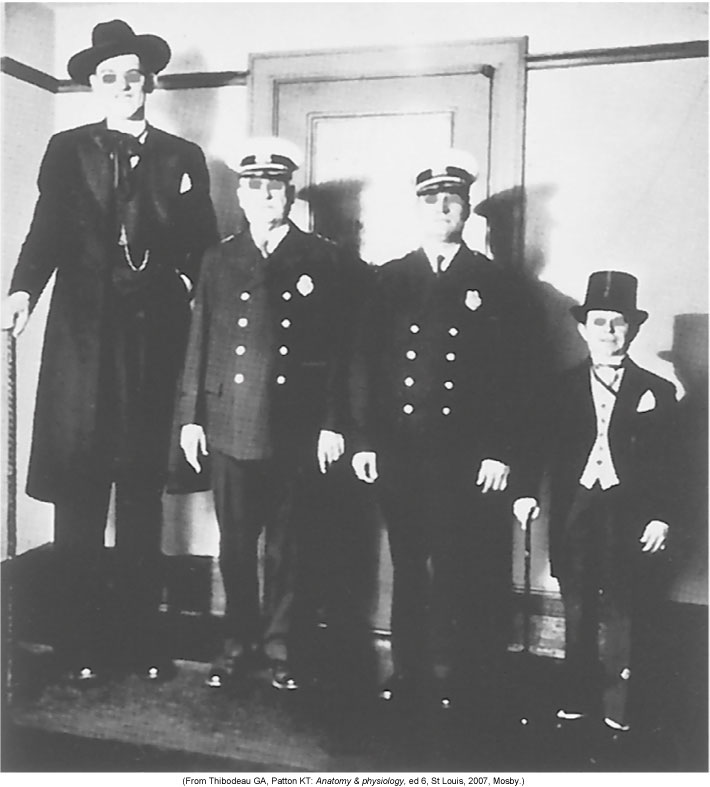 (From Thibodeau GA, Patton KT: Anatomy & physiology, ed 6, St Louis, 2007, Mosby.)